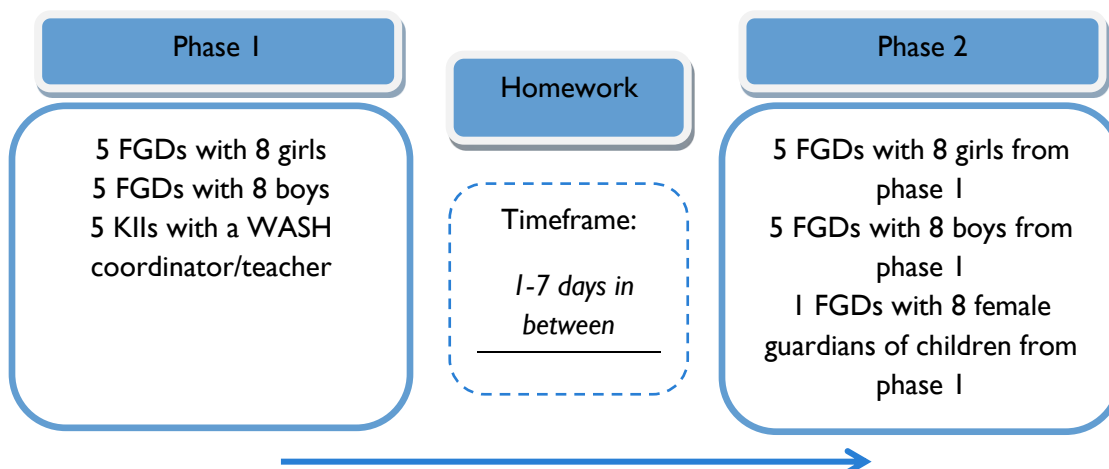 Phase 1
5 FGDs with 8 girls
5 FGDs with 8 boys
5 KIIs with a WASH
coordinator/teacher
Homework
Timeframe:
1-7 days in
between
Phase 2
5 FGDs with 8 girls from
phase 1
5 FGDs with 8 boys from
phase 1
1 FGDs with 8 female
guardians of children from
phase 1